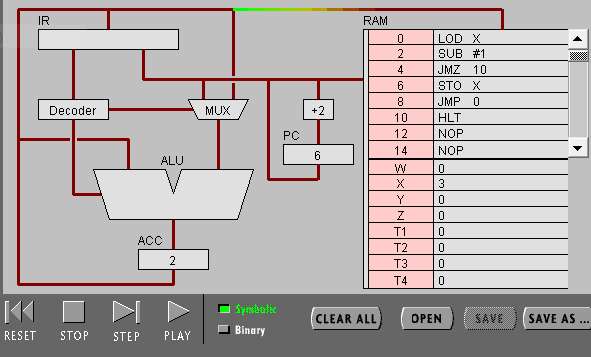 IR
RAM
0 LOD X
2 SUB #1
4 JMZ 10
6 STO X
8 JMP 0
10 HLT
12 NOP
14 NOP
W 0
X 3
Y 0
Z 0
T1 0
T2 0
T3 0
T4 0
Decoder
MUX
+2
PC
6
ALU
ACC
2
RESET
STOP
STEP
PLAY
Symbolic
Binary
CLEAR ALL
OPEN
SAVE
SAVE AS ...